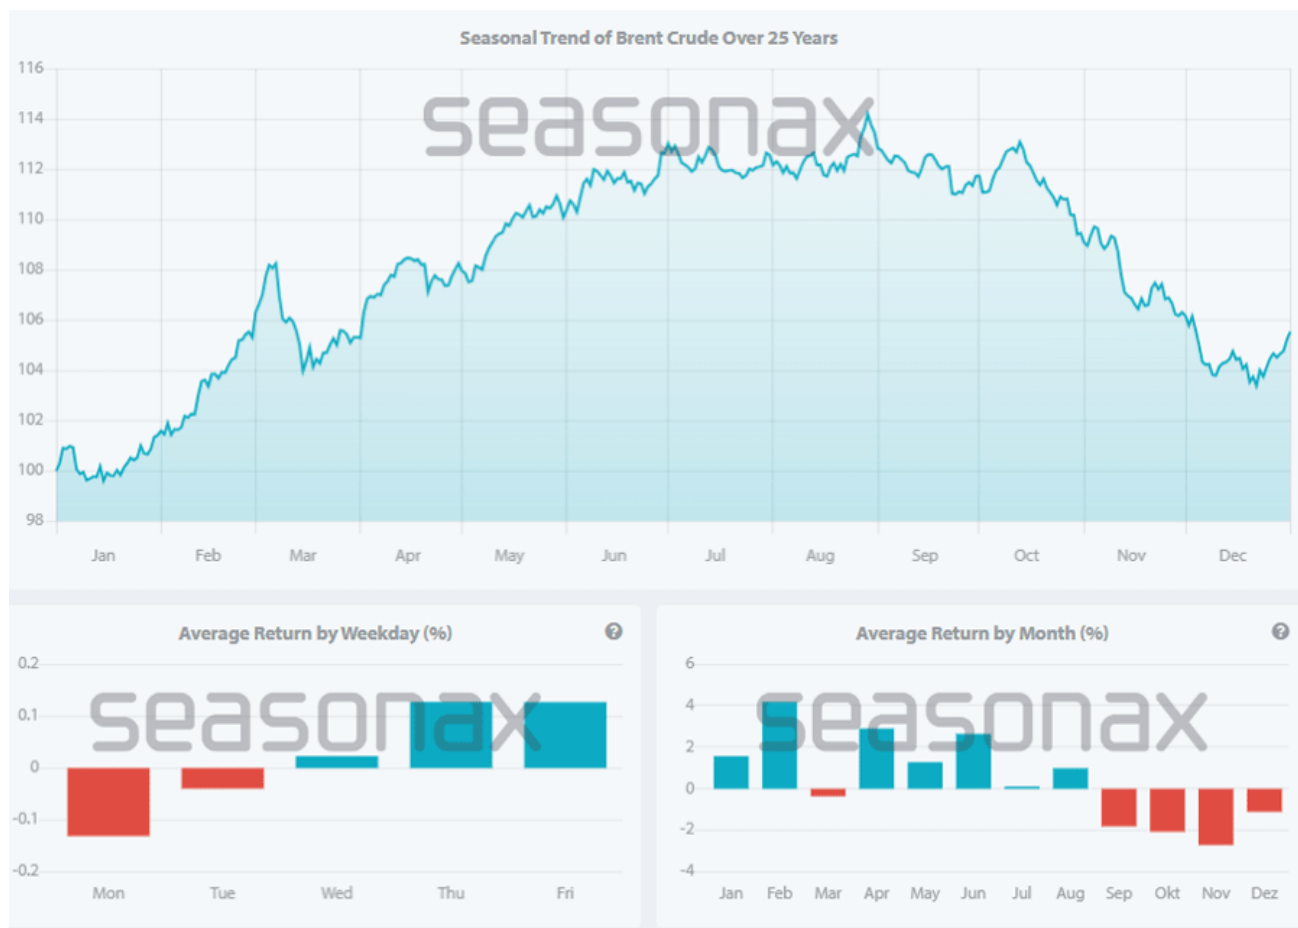 Seasonal Trend of Brent Crude Over 25 Years
seasonax
116
114
112
110
108
106
104
102
100
98
Jan Feb Mar Apr May Jun Jul Aug Sep Oct Nov Dec
Average Return by Weekday (%) ?
seasonax
0.2
0.1
0
-0.1
-0.2
Mon Tue Wed Thu Fri
Average Return by Month (%) ?
seasonax
6
4
2
0
-2
-4
Jan Feb Mar Apr May Jun Jul Aug Sep Okt Nov Dez